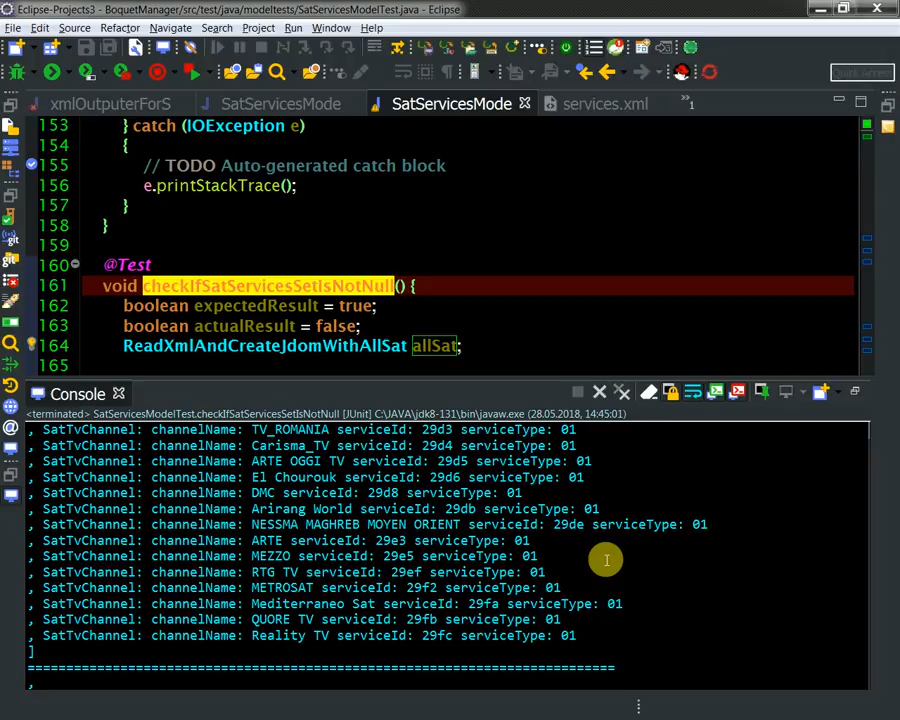 Eclipse-Projects3 - BoquetManager/src/test/java/modeltests/SatServicesModelTest.java - Eclipse
File Edit Source Refactor Navigate Search Project Run Window Help
Quick Access
xmlOutputerForS SatServicesMode SatServicesMode services.xml »1
153 } catch (IOException e)
154 {
155 // TODO Auto-generated catch block
156 e.printStackTrace();
157 }
158 }
159
160 @Test
161 void checkIfSatServicesSetIsNotNull() {
162 boolean expectedResult = true;
163 boolean actualResult = false;
164 ReadXmlAndCreateJdomWithAllSat allSat;
165
Console
<terminated> SatServicesModelTest.checkIfSatServicesSetIsNotNull [JUnit] C:\JAVA\jdk8-131\bin\javaw.exe (28.05.2018, 14:45:01)
, SatTvChannel: channelName: TV_ROMANIA serviceId: 29d3 serviceType: 01
, SatTvChannel: channelName: Carisma_TV serviceId: 29d4 serviceType: 01
, SatTvChannel: channelName: ARTE OGGI TV serviceId: 29d5 serviceType: 01
, SatTvChannel: channelName: El Chourouk serviceId: 29d6 serviceType: 01
, SatTvChannel: channelName: DMC serviceId: 29d8 serviceType: 01
, SatTvChannel: channelName: Arirang World serviceId: 29db serviceType: 01
, SatTvChannel: channelName: NESSMA MAGHREB MOYEN ORIENT serviceId: 29de serviceType: 01
, SatTvChannel: channelName: ARTE serviceId: 29e3 serviceType: 01
, SatTvChannel: channelName: MEZZO serviceId: 29e5 serviceType: 01
, SatTvChannel: channelName: RTG TV serviceId: 29ef serviceType: 01
, SatTvChannel: channelName: METROSAT serviceId: 29f2 serviceType: 01
, SatTvChannel: channelName: Mediterraneo Sat serviceId: 29fa serviceType: 01
, SatTvChannel: channelName: QUORE TV serviceId: 29fb serviceType: 01
, SatTvChannel: channelName: Reality TV serviceId: 29fc serviceType: 01
]
============================================================================
,